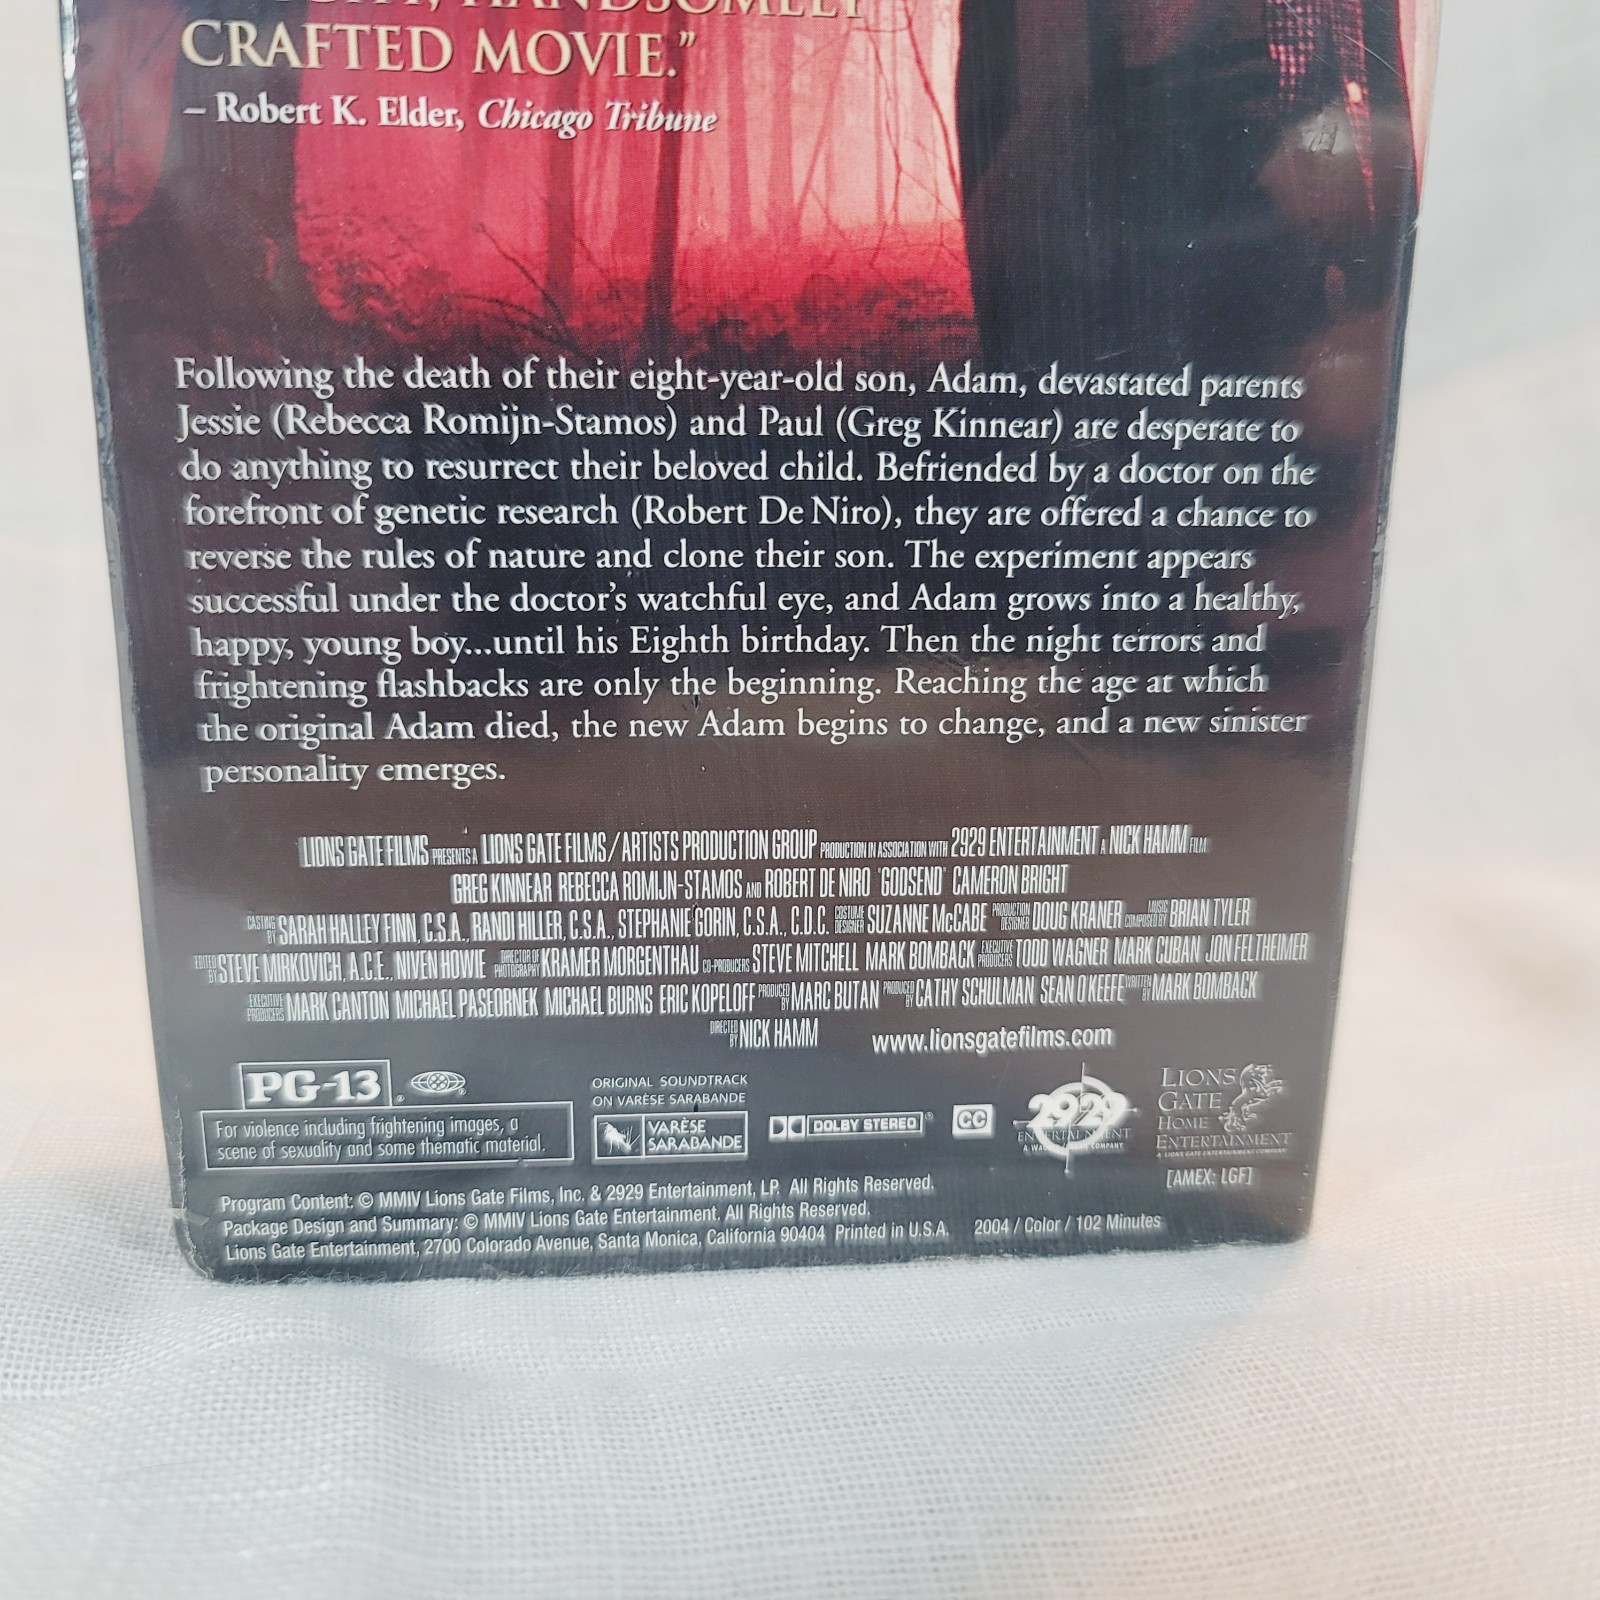 HANDSOMELY
CRAFTED MOVIE.”
– Robert K. Elder, Chicago Tribune
Following the death of their eight-year-old son, Adam, devastated parents
Jessie (Rebecca Romijn-Stamos) and Paul (Greg Kinnear) are desperate to
do anything to resurrect their beloved child. Befriended by a doctor on the
forefront of genetic research (Robert De Niro), they are offered a chance to
reverse the rules of nature and clone their son. The experiment appears
successful under the doctor's watchful eye, and Adam grows into a healthy,
happy, young boy...until his Eighth birthday. Then the night terrors and
frightening flashbacks are only the beginning. Reaching the age at which
the original Adam died, the new Adam begins to change, and a new sinister
personality emerges.
LIONS GATE FILMS PRESENTS A LIONS GATE FILMS / ARTISTS PRODUCTION GROUP PRODUCTION IN ASSOCIATION WITH 2929 ENTERTAINMENT A NICK HAMM FILM
GREG KINNEAR REBECCA ROMIJN-STAMOS AND ROBERT DE NIRO "GODSEND" CAMERON BRIGHT
CASTING BY SARAH HALLEY FINN, C.S.A., RANDI HILLER, C.S.A., STEPHANIE GORIN, C.S.A., C.D.C. COSTUME DESIGNER SUZANNE McCABE PRODUCTION DESIGNER DOUG KRANER MUSIC COMPOSED BY BRIAN TYLER
EDITED BY STEVE MIRKOVICH, A.C.E., NIVEN HOWIE DIRECTOR OF PHOTOGRAPHY KRAMER MORGENTHAU CO-PRODUCERS STEVE MITCHELL MARK BOMBACK EXECUTIVE PRODUCERS TODD WAGNER MARK CUBAN JON FELTHEIMER
EXECUTIVE PRODUCERS MARK CANTON MICHAEL PASEORNEK MICHAEL BURNS ERIC KOPELOFF PRODUCED BY MARC BUTAN PRODUCED BY CATHY SCHULMAN SEAN O'KEEFE WRITTEN BY MARK BOMBACK
DIRECTED BY NICK HAMM www.lionsgatefilms.com
PG-13
For violence including frightening images, a
scene of sexuality and some thematic material.
ORIGINAL SOUNDTRACK
ON VARÈSE SARABANDE
VARÈSE
SARABANDE
DOLBY STEREO
CC
2929
ENTERTAINMENT
LIONS
GATE
HOME
ENTERTAINMENT
A LIONS GATE ENTERTAINMENT COMPANY
[AMEX: LGF]
Program Content: © MMIV Lions Gate Films, Inc. & 2929 Entertainment, LP. All Rights Reserved.
Package Design and Summary: © MMIV Lions Gate Entertainment. All Rights Reserved.
Lions Gate Entertainment, 2700 Colorado Avenue, Santa Monica, California 90404 Printed in U.S.A. 2004 / Color / 102 Minutes